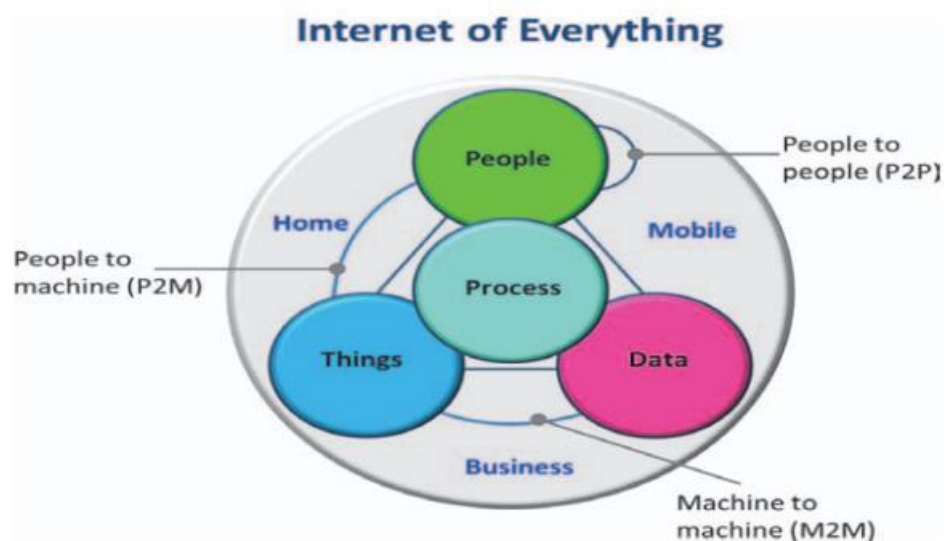 Internet of Everything
People
People to
people (P2P)
Home
Mobile
People to
machine (P2M)
Process
Things
Data
Business
Machine to
machine (M2M)